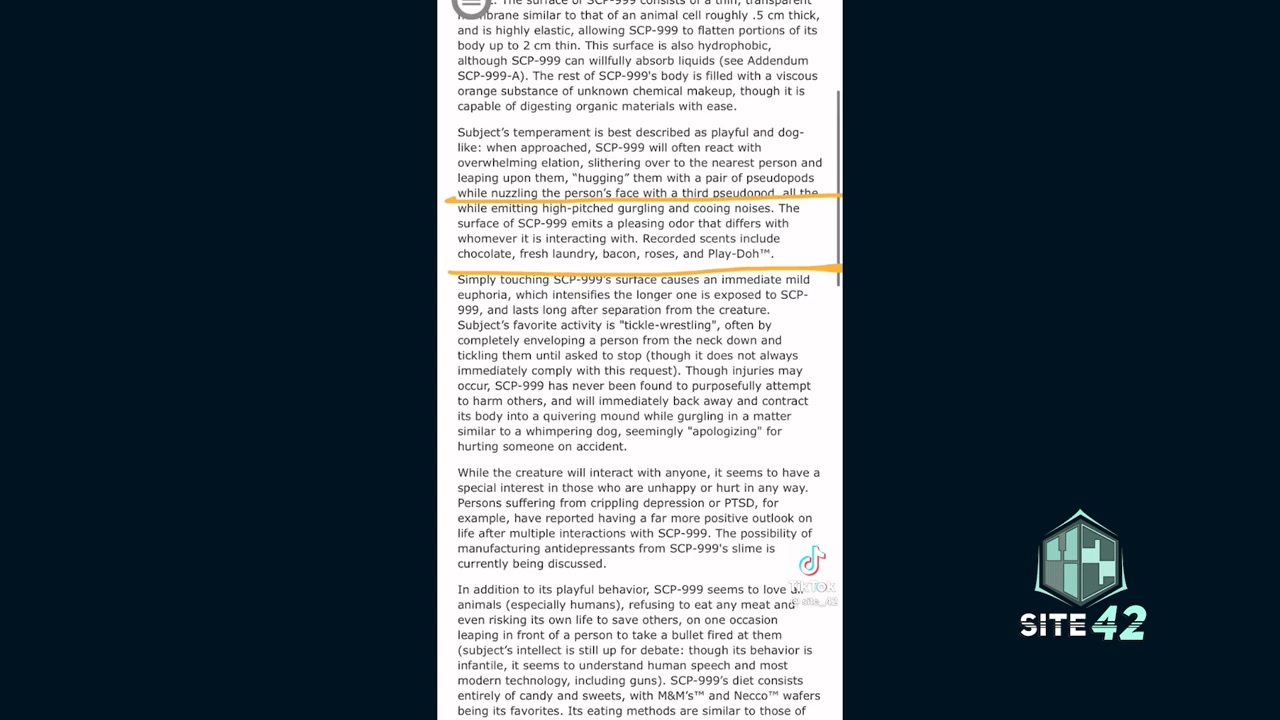 The surface of SCP-999 consists of a thin, transparent
membrane similar to that of an animal cell roughly .5 cm thick,
and is highly elastic, allowing SCP-999 to flatten portions of its
body up to 2 cm thin. This surface is also hydrophobic,
although SCP-999 can willfully absorb liquids (see Addendum
SCP-999-A). The rest of SCP-999's body is filled with a viscous
orange substance of unknown chemical makeup, though it is
capable of digesting organic materials with ease.
Subject's temperament is best described as playful and dog-
like: when approached, SCP-999 will often react with
overwhelming elation, slithering over to the nearest person and
leaping upon them, “hugging” them with a pair of pseudopods
while nuzzling the person's face with a third pseudopod, all the
while emitting high-pitched gurgling and cooing noises. The
surface of SCP-999 emits a pleasing odor that differs with
whomever it is interacting with. Recorded scents include
chocolate, fresh laundry, bacon, roses, and Play-Doh™.
Simply touching SCP-999's surface causes an immediate mild
euphoria, which intensifies the longer one is exposed to SCP-
999, and lasts long after separation from the creature.
Subject's favorite activity is "tickle-wrestling", often by
completely enveloping a person from the neck down and
tickling them until asked to stop (though it does not always
immediately comply with this request). Though injuries may
occur, SCP-999 has never been found to purposefully attempt
to harm others, and will immediately back away and contract
its body into a quivering mound while gurgling in a matter
similar to a whimpering dog, seemingly "apologizing" for
hurting someone on accident.
While the creature will interact with anyone, it seems to have a
special interest in those who are unhappy or hurt in any way.
Persons suffering from crippling depression or PTSD, for
example, have reported having a far more positive outlook on
life after multiple interactions with SCP-999. The possibility of
manufacturing antidepressants from SCP-999's slime is
currently being discussed.
In addition to its playful behavior, SCP-999 seems to love
animals (especially humans), refusing to eat any meat and
even risking its own life to save others, on one occasion
leaping in front of a person to take a bullet fired at them
(subject's intellect is still up for debate: though its behavior is
infantile, it seems to understand human speech and most
modern technology, including guns). SCP-999's diet consists
entirely of candy and sweets, with M&M's™ and Necco™ wafers
being its favorites. Its eating methods are similar to those of
TikTok
@ site_42
SITE 42